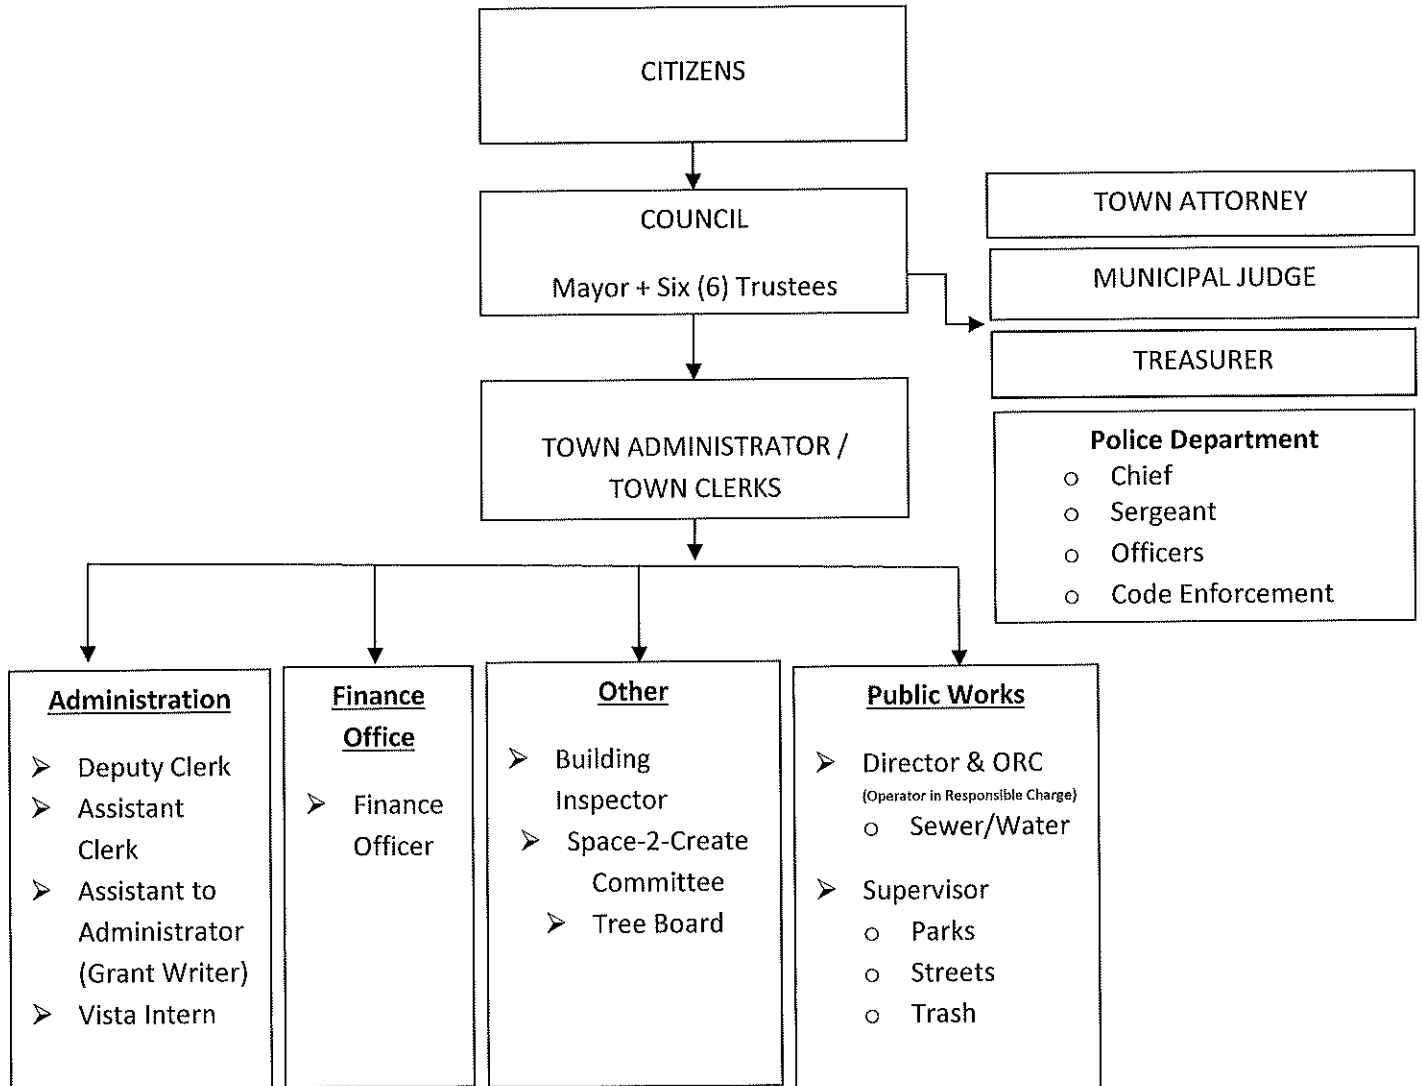 CITIZENS
COUNCIL
Mayor + Six (6) Trustees
TOWN ATTORNEY
MUNICIPAL JUDGE
TREASURER
Police Department
o Chief
o Sergeant
o Officers
o Code Enforcement
TOWN ADMINISTRATOR /
TOWN CLERKS
Administration
➢ Deputy Clerk
➢ Assistant
Clerk
➢ Assistant to
Administrator
(Grant Writer)
➢ Vista Intern
Finance
Office
➢ Finance
Officer
Other
➢ Building
Inspector
➢ Space-2-Create
Committee
➢ Tree Board
Public Works
➢ Director & ORC
(Operator in Responsible Charge)
o Sewer/Water
➢ Supervisor
o Parks
o Streets
o Trash